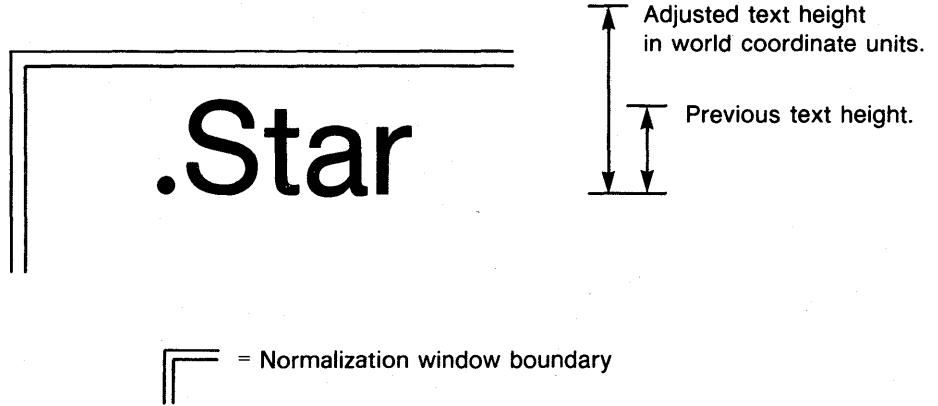 Adjusted text height
in world coordinate units.
Previous text height.
.Star
= Normalization window boundary